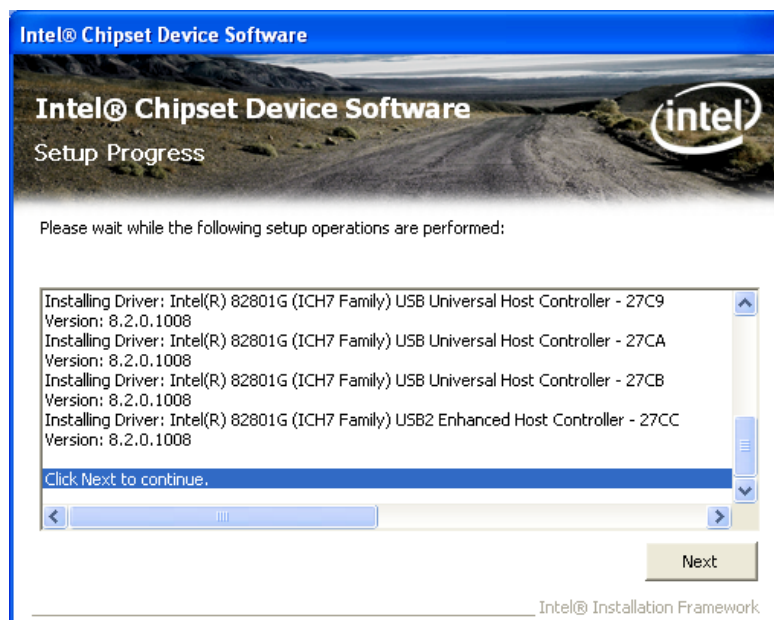 Intel® Chipset Device Software
Intel® Chipset Device Software
intel
Setup Progress
Please wait while the following setup operations are performed:
Installing Driver: Intel(R) 82801G (ICH7 Family) USB Universal Host Controller - 27C9
Version: 8.2.0.1008
Installing Driver: Intel(R) 82801G (ICH7 Family) USB Universal Host Controller - 27CA
Version: 8.2.0.1008
Installing Driver: Intel(R) 82801G (ICH7 Family) USB Universal Host Controller - 27CB
Version: 8.2.0.1008
Installing Driver: Intel(R) 82801G (ICH7 Family) USB2 Enhanced Host Controller - 27CC
Version: 8.2.0.1008
Click Next to continue.
Next
Intel® Installation Framework